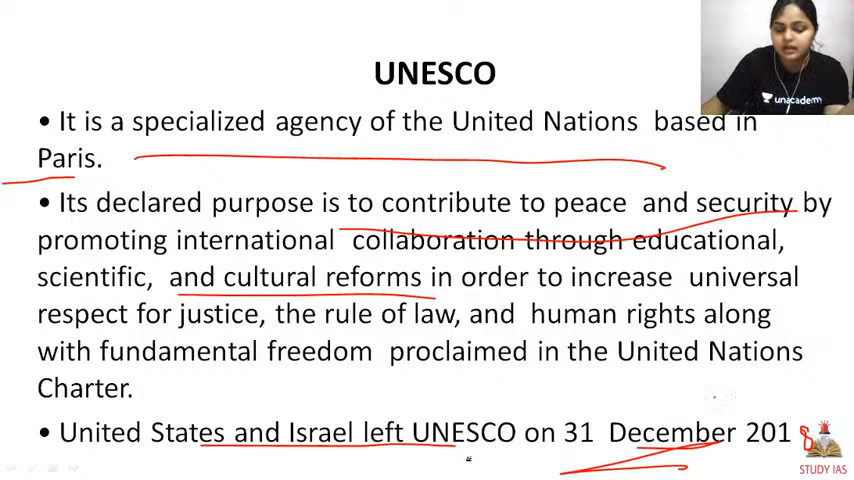 UNESCO
• It is a specialized agency of the United Nations based in
Paris.
• Its declared purpose is to contribute to peace and security by
promoting international collaboration through educational,
scientific, and cultural reforms in order to increase universal
respect for justice, the rule of law, and human rights along
with fundamental freedom proclaimed in the United Nations
Charter.
• United States and Israel left UNESCO on 31 December 2018
unacademy
STUDY IAS